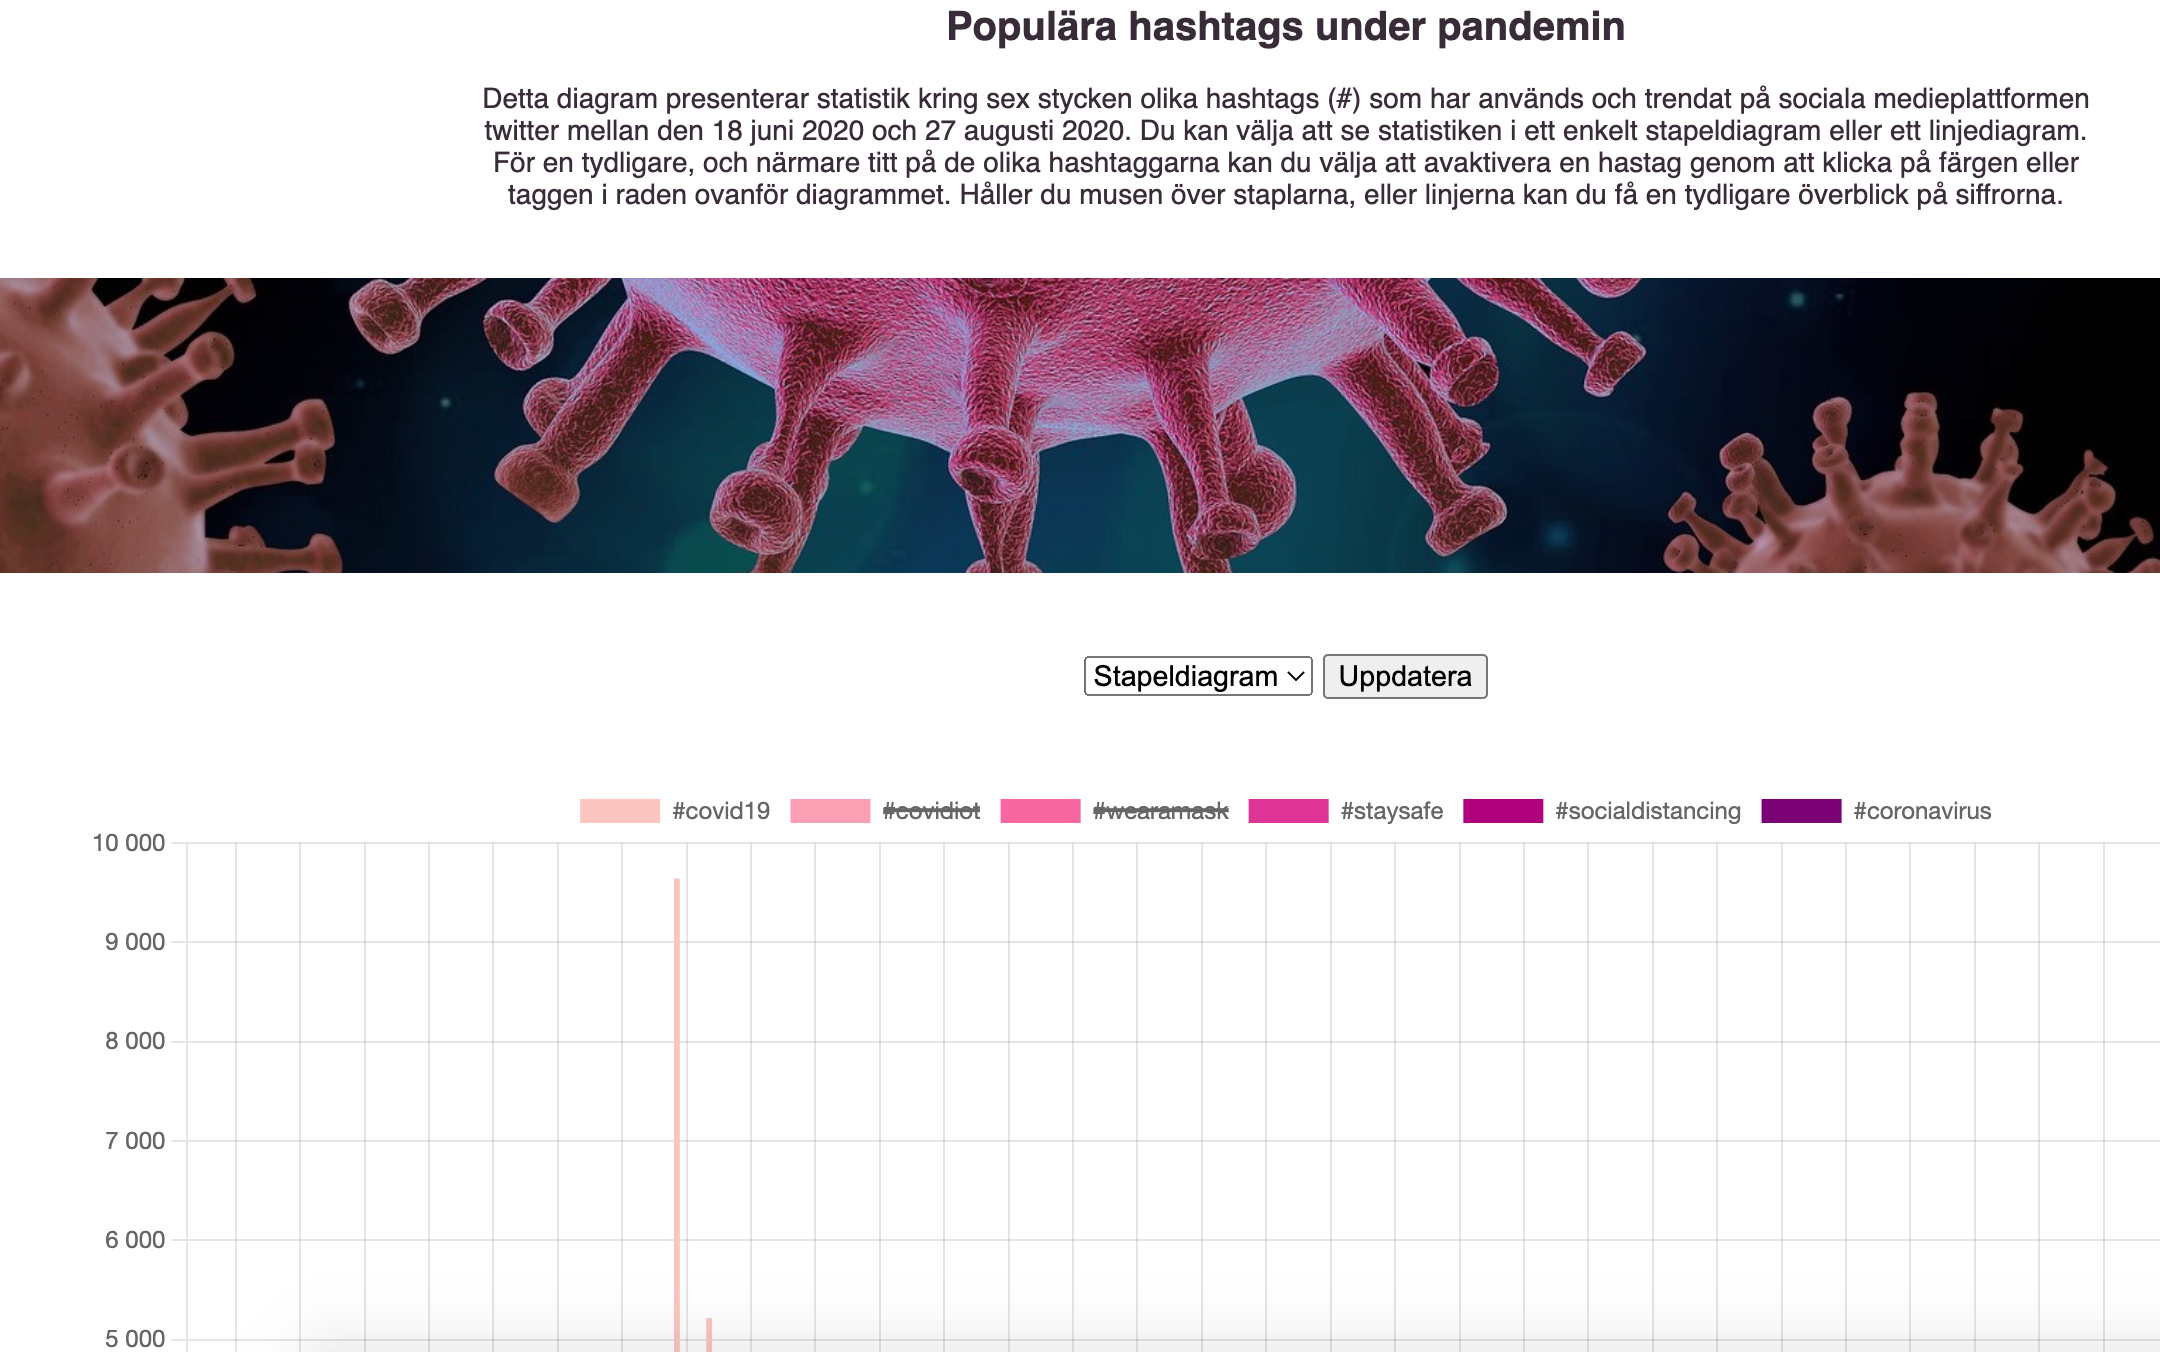 Populära hashtags under pandemin
Detta diagram presenterar statistik kring sex stycken olika hashtags (#) som har används och trendat på sociala medieplattformen
twitter mellan den 18 juni 2020 och 27 augusti 2020. Du kan välja att se statistiken i ett enkelt stapeldiagram eller ett linjediagram.
För en tydligare, och närmare titt på de olika hashtaggarna kan du välja att avaktivera en hastag genom att klicka på färgen eller
taggen i raden ovanför diagrammet. Håller du musen över staplarna, eller linjerna kan du få en tydligare överblick på siffrorna.
Stapeldiagram Uppdatera
#covid19 #covidiot #wearamask #staysafe #socialdistancing #coronavirus
10 000
9 000
8 000
7 000
6 000
5 000